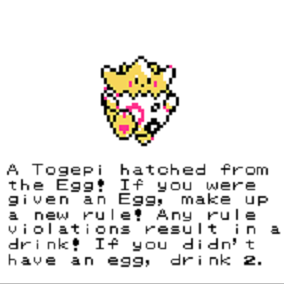 A Togepi hatched from
the Egg! If you were
given an Egg, make up
a new rule! Any rule
violations result in a
drink! If you didn't
have an egg, drink 2.